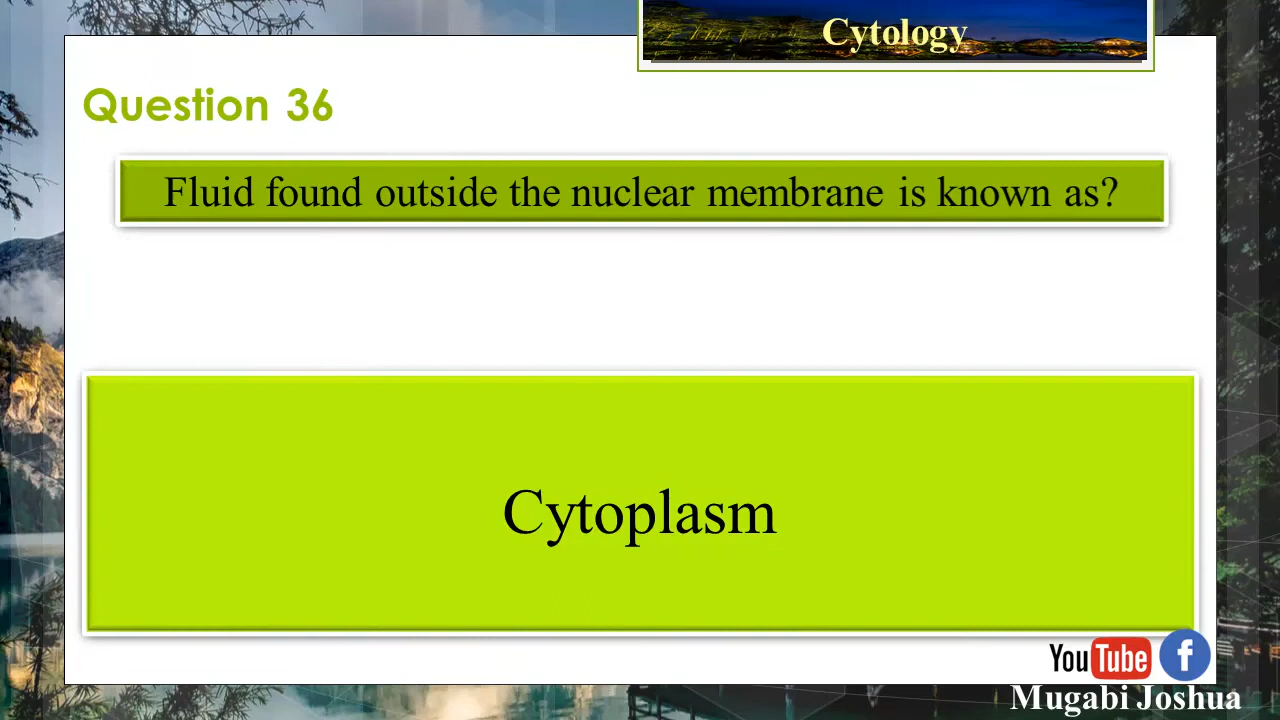 Cytology
Question 36
Fluid found outside the nuclear membrane is known as?
Cytoplasm
YouTube f
Mugabi Joshua